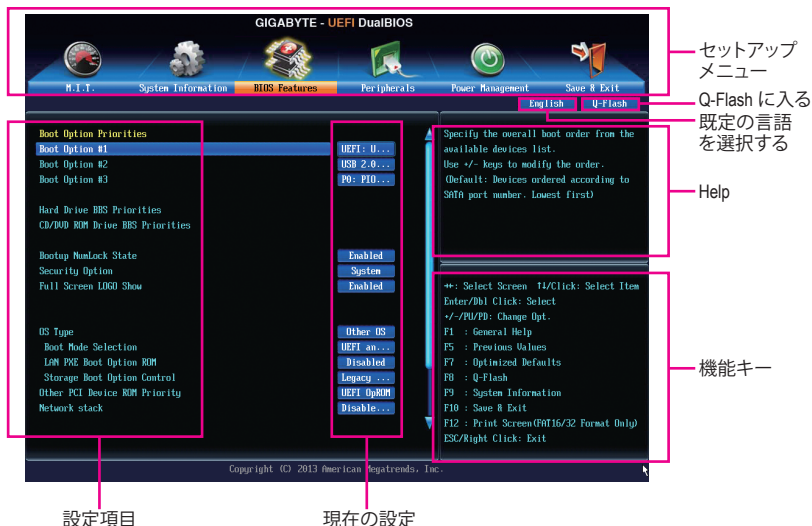 GIGABYTE - UEFI DualBIOS
M.I.T. System Information BIOS Features Peripherals Power Management Save & Exit
English Q-Flash
セットアップ
メニュー
Q-Flash に入る
既定の言語
を選択する
Boot Option Priorities
Boot Option #1 UEFI: U...
Boot Option #2 USB 2.0...
Boot Option #3 P0: PIO...
Hard Drive BBS Priorities
CD/DVD ROM Drive BBS Priorities
Bootup NumLock State Enabled
Security Option System
Full Screen LOGO Show Enabled
OS Type Other OS
Boot Mode Selection UEFI an...
LAN PXE Boot Option ROM Disabled
Storage Boot Option Control Legacy ...
Other PCI Device ROM Priority UEFI OpROM
Network stack Disable...
Specify the overall boot order from the
available devices list.
Use +/- keys to modify the order.
(Default: Devices ordered according to
SATA port number. Lowest first)
Help
→←: Select Screen ↑↓/Click: Select Item
Enter/Dbl Click: Select
+/-/PU/PD: Change Opt.
F1 : General Help
F5 : Previous Values
F7 : Optimized Defaults
F8 : Q-Flash
F9 : System Information
F10 : Save & Exit
F12 : Print Screen(FAT16/32 Format Only)
ESC/Right Click: Exit
機能キー
Copyright (C) 2013 American Megatrends, Inc.
設定項目
現在の設定